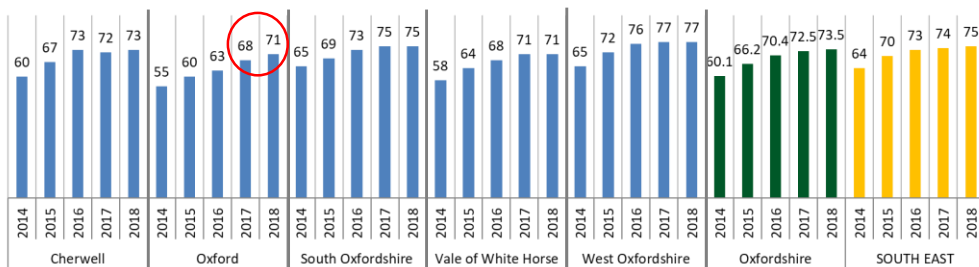 60 67 73 72 73 55 60 63 68 71 65 69 73 75 75 58 64 68 71 71 65 72 76 77 77 60.1 66.2 70.4 72.5 73.5 64 70 73 74 75
2014 2015 2016 2017 2018 2014 2015 2016 2017 2018 2014 2015 2016 2017 2018 2014 2015 2016 2017 2018 2014 2015 2016 2017 2018 2014 2015 2016 2017 2018 2014 2015 2016 2017 2018
Cherwell Oxford South Oxfordshire Vale of White Horse West Oxfordshire Oxfordshire SOUTH EAST